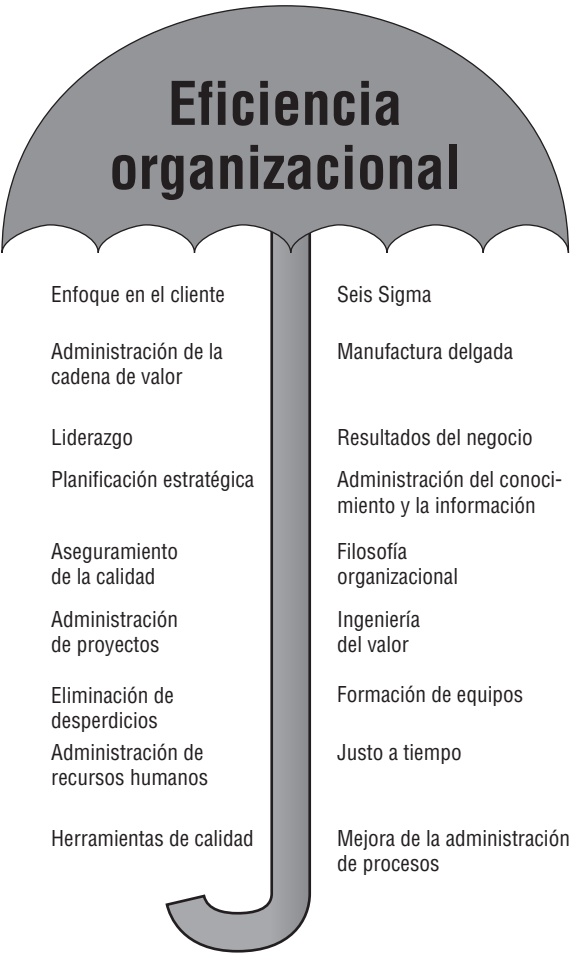 Eficiencia
organizacional
Enfoque en el cliente
Administración de la
cadena de valor
Liderazgo
Planificación estratégica
Aseguramiento
de la calidad
Administración
de proyectos
Eliminación de
desperdicios
Administración de
recursos humanos
Herramientas de calidad
Seis Sigma
Manufactura delgada
Resultados del negocio
Administración del conoci-
miento y la información
Filosofía
organizacional
Ingeniería
del valor
Formación de equipos
Justo a tiempo
Mejora de la administración
de procesos